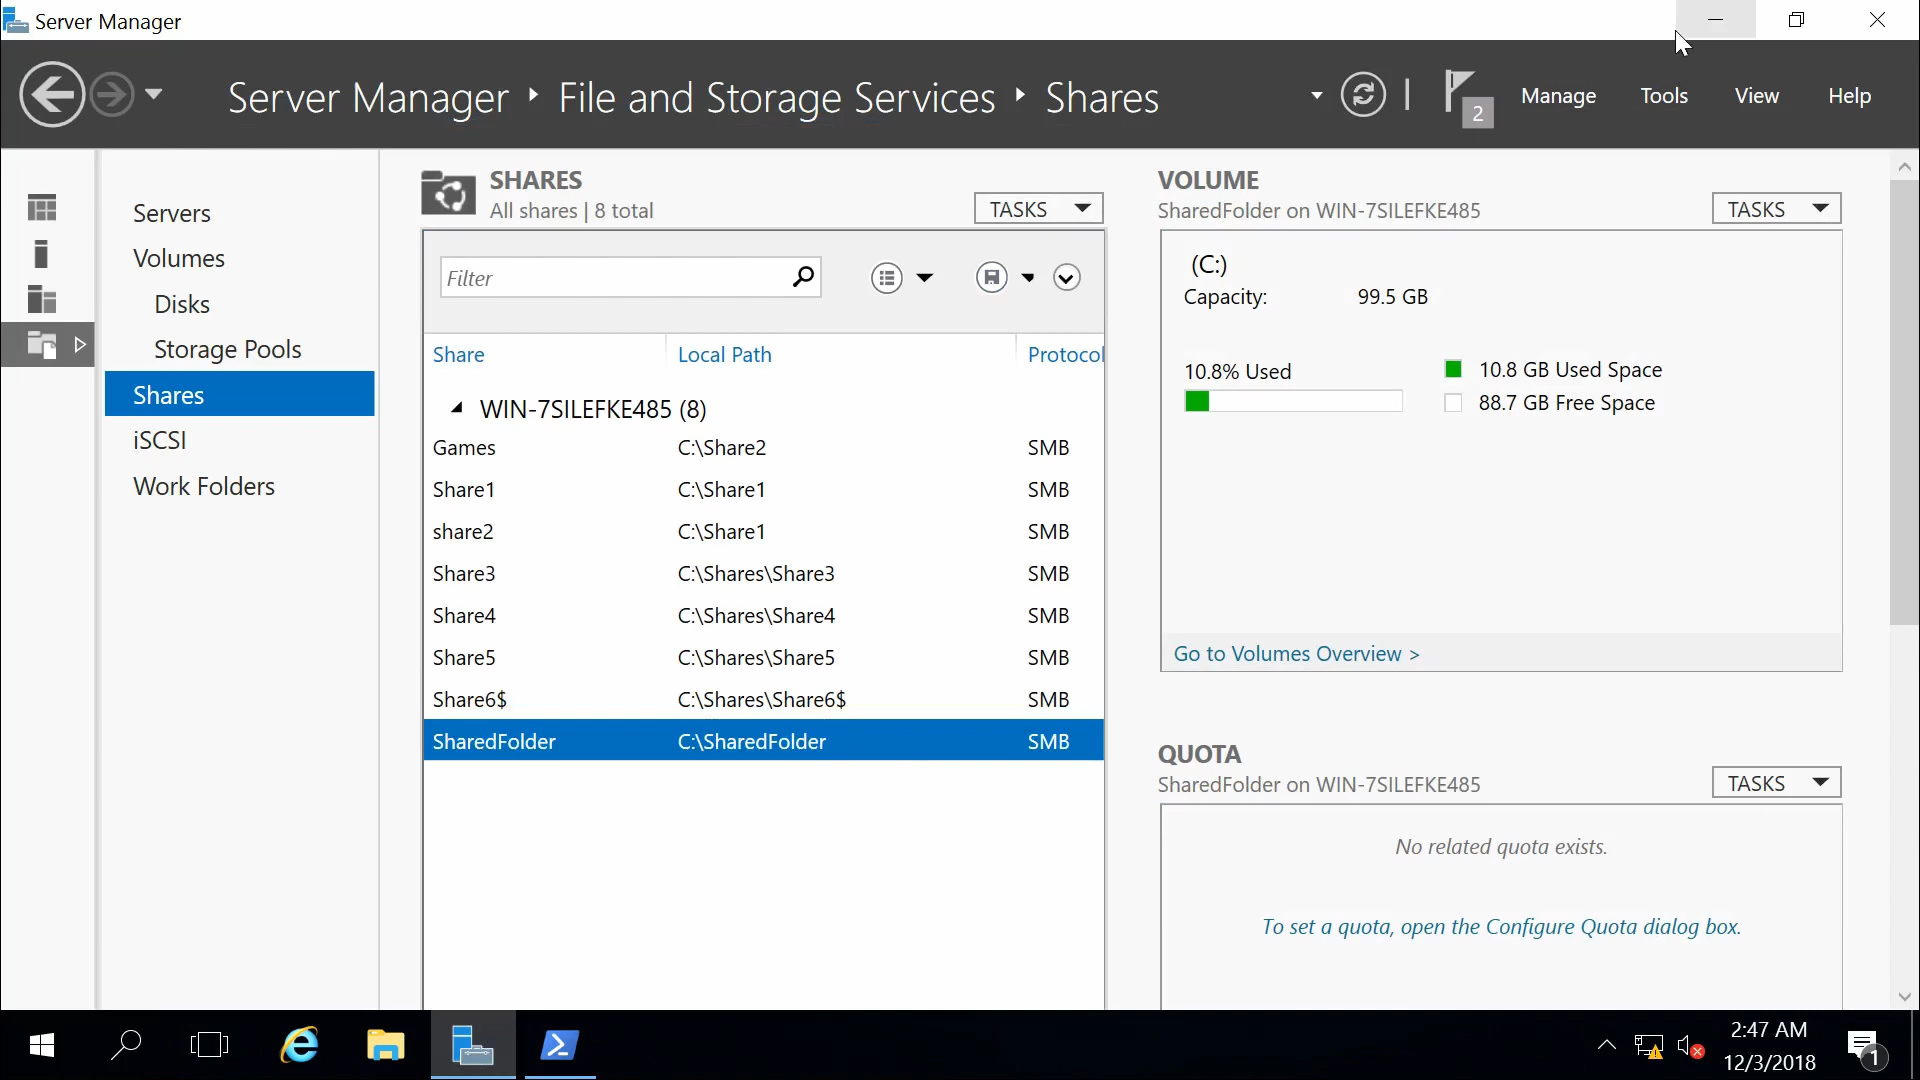 Server Manager
Server Manager ‣ File and Storage Services ‣ Shares
2
Manage
Tools
View
Help
Servers
Volumes
Disks
Storage Pools
Shares
iSCSI
Work Folders
SHARES
All shares | 8 total
TASKS
Filter
Share Local Path Protocol
WIN-7SILEFKE485 (8)
Games C:\Share2 SMB
Share1 C:\Share1 SMB
share2 C:\Share1 SMB
Share3 C:\Shares\Share3 SMB
Share4 C:\Shares\Share4 SMB
Share5 C:\Shares\Share5 SMB
Share6$ C:\Shares\Share6$ SMB
SharedFolder C:\SharedFolder SMB
VOLUME
SharedFolder on WIN-7SILEFKE485
TASKS
(C:)
Capacity: 99.5 GB
10.8% Used
10.8 GB Used Space
88.7 GB Free Space
Go to Volumes Overview >
QUOTA
SharedFolder on WIN-7SILEFKE485
TASKS
No related quota exists.
To set a quota, open the Configure Quota dialog box.
2:47 AM
12/3/2018
1